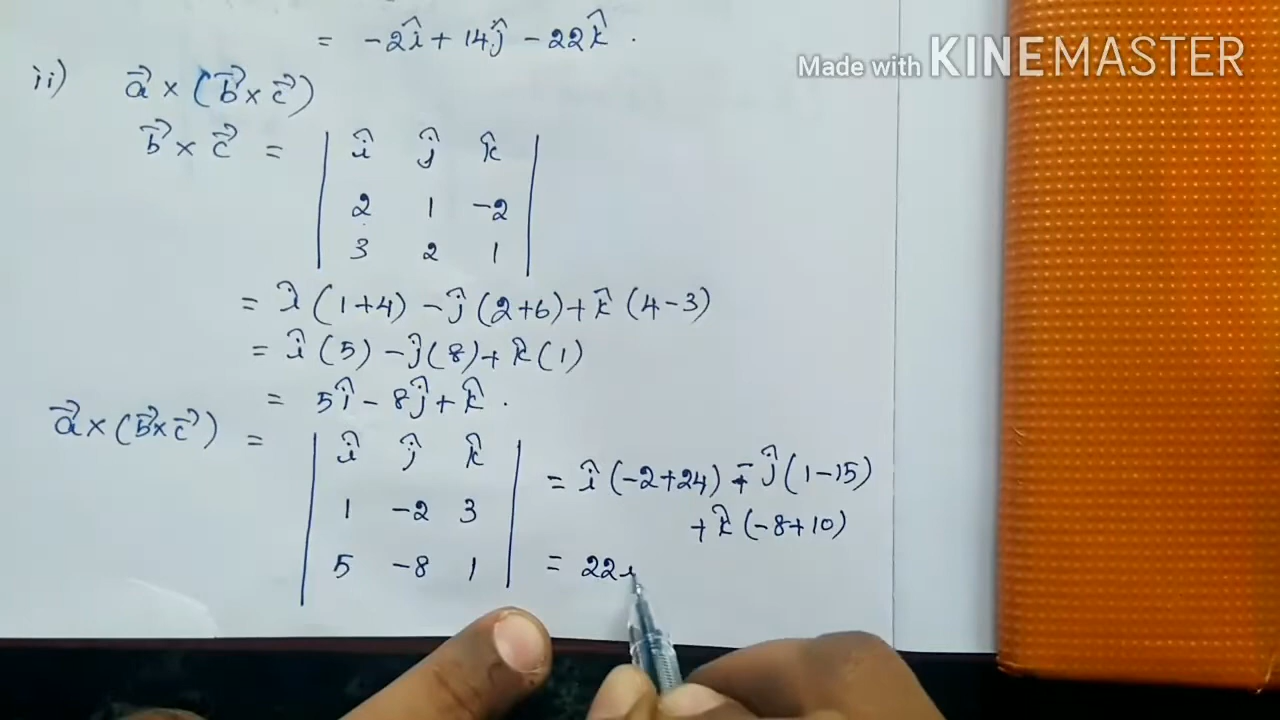 = -2î + 14ĵ - 22k̂ .
Made with KINEMASTER
ii) a⃗ × (b⃗ × c⃗)
b⃗ × c⃗ = | î ĵ k̂ |
2 1 -2
3 2 1
= î (1+4) - ĵ (2+6) + k̂ (4-3)
= î (5) - ĵ (8) + k̂ (1)
= 5î - 8ĵ + k̂ .
a⃗ × (b⃗ × c⃗) = | î ĵ k̂ |
1 -2 3
5 -8 1
= î (-2+24) - ĵ (1-15)
+ k̂ (-8+10)
= 22